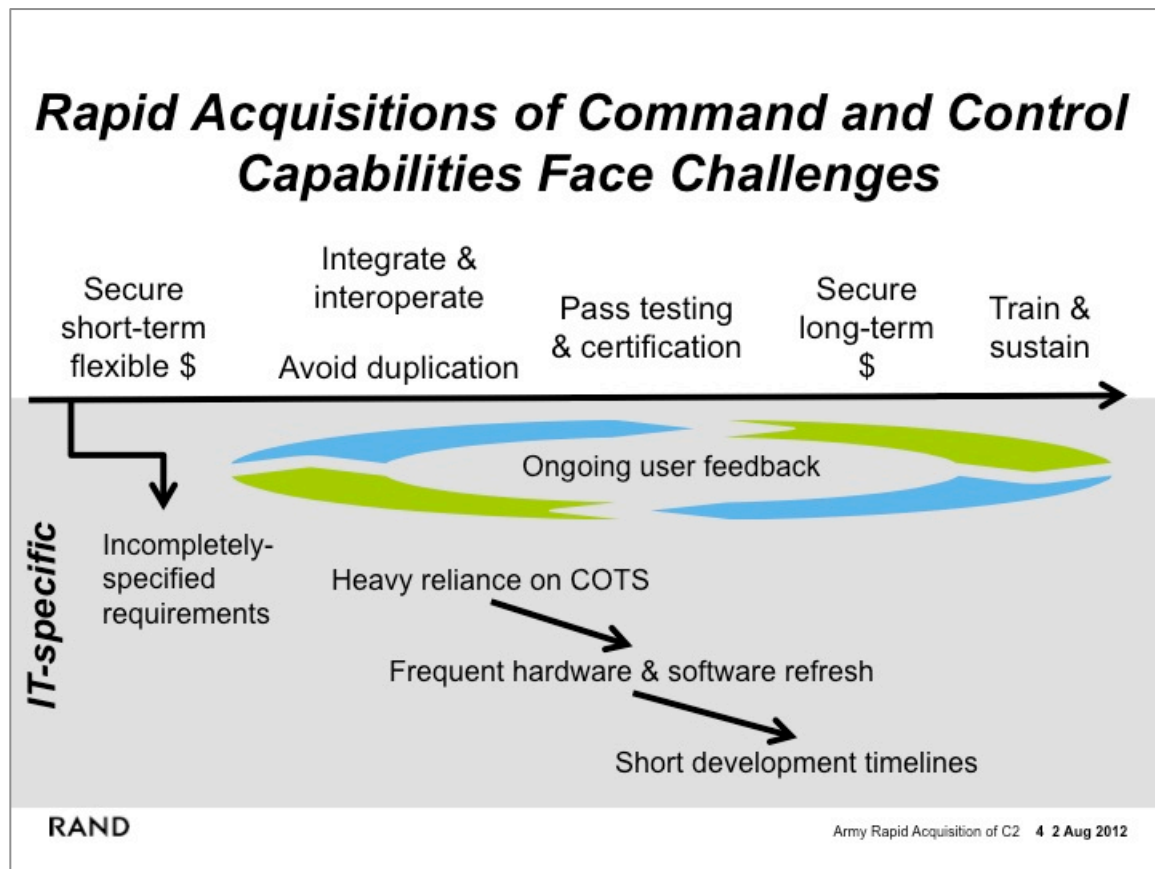 Rapid Acquisitions of Command and Control
Capabilities Face Challenges
Secure
short-term
flexible $
Integrate &
interoperate
Avoid duplication
Pass testing
& certification
Secure
long-term
$
Train &
sustain
Ongoing user feedback
IT-specific
Incompletely-
specified
requirements
Heavy reliance on COTS
Frequent hardware & software refresh
Short development timelines
RAND
Army Rapid Acquisition of C2 4 2 Aug 2012